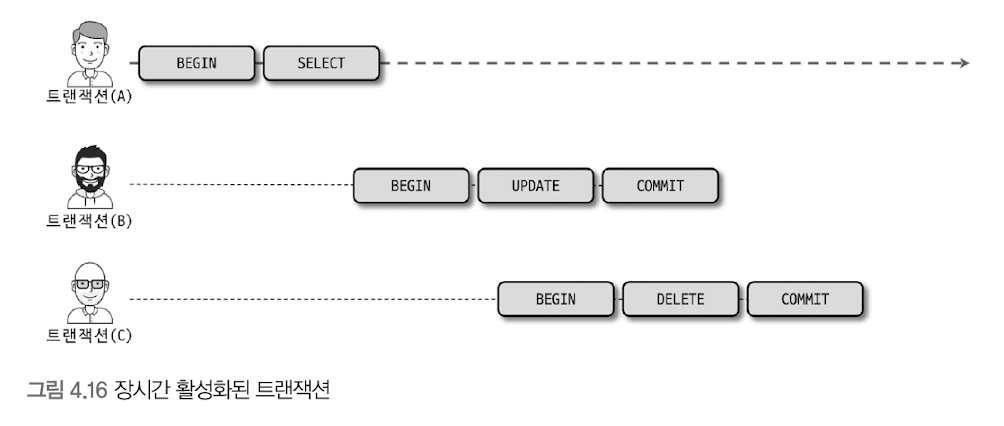 BEGIN SELECT
트랜잭션(A)
BEGIN UPDATE COMMIT
트랜잭션(B)
BEGIN DELETE COMMIT
트랜잭션(C)
그림 4.16 장시간 활성화된 트랜잭션